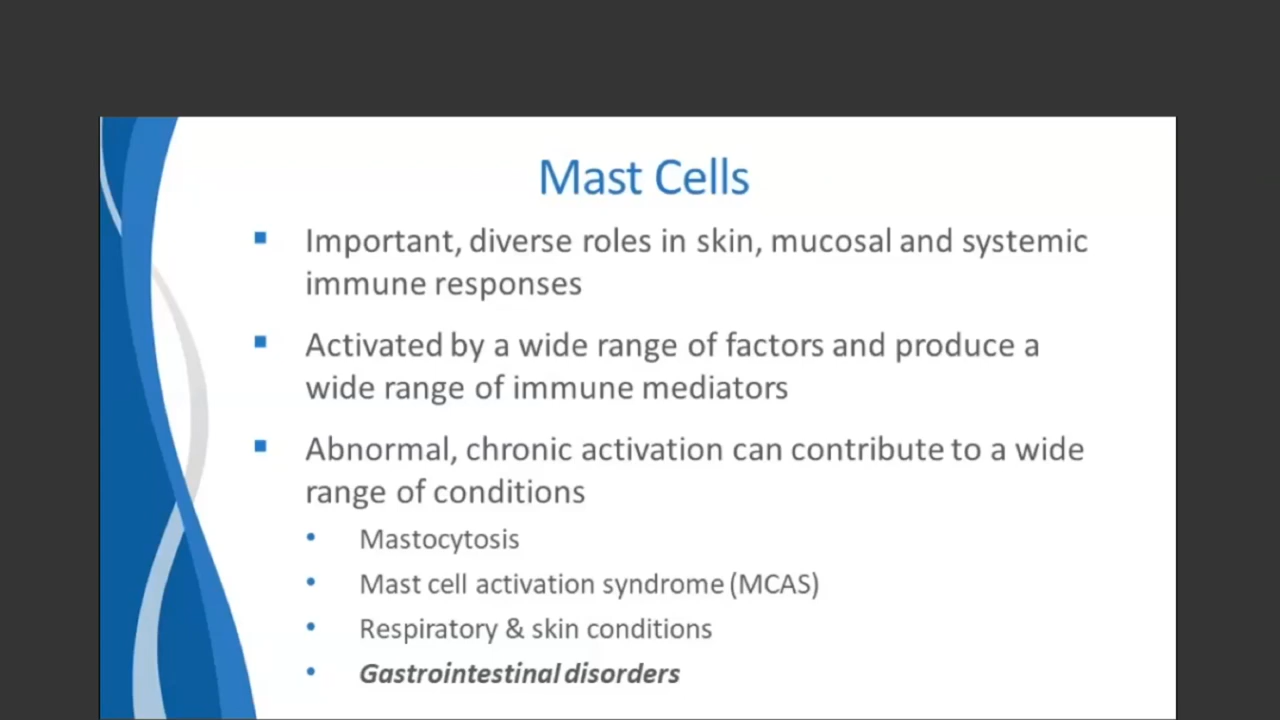 Mast Cells
Important, diverse roles in skin, mucosal and systemic
immune responses
Activated by a wide range of factors and produce a
wide range of immune mediators
Abnormal, chronic activation can contribute to a wide
range of conditions
Mastocytosis
Mast cell activation syndrome (MCAS)
Respiratory & skin conditions
Gastrointestinal disorders